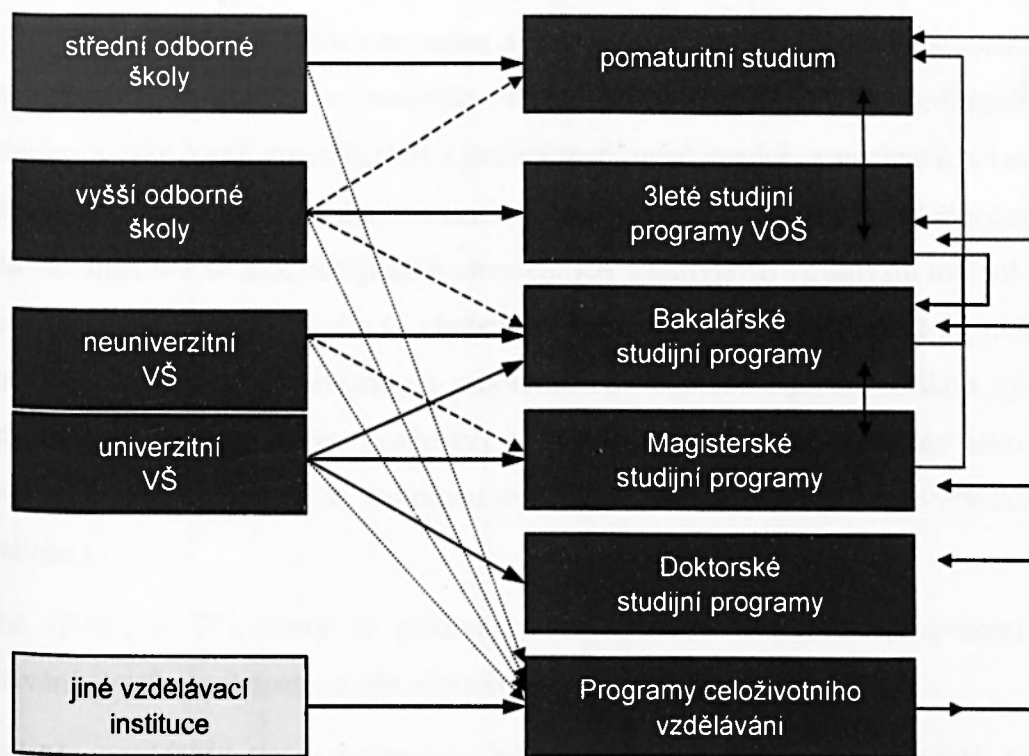 střední odborné
školy
pomaturitní studium
vyšší odborné
školy
3leté studijní
programy VOŠ
neuniverzitní
VŠ
Bakalářské
studijní programy
univerzitní
VŠ
Magisterské
studijní programy
Doktorské
studijní programy
jiné vzdělávací
instituce
Programy celoživotního
vzděláváni